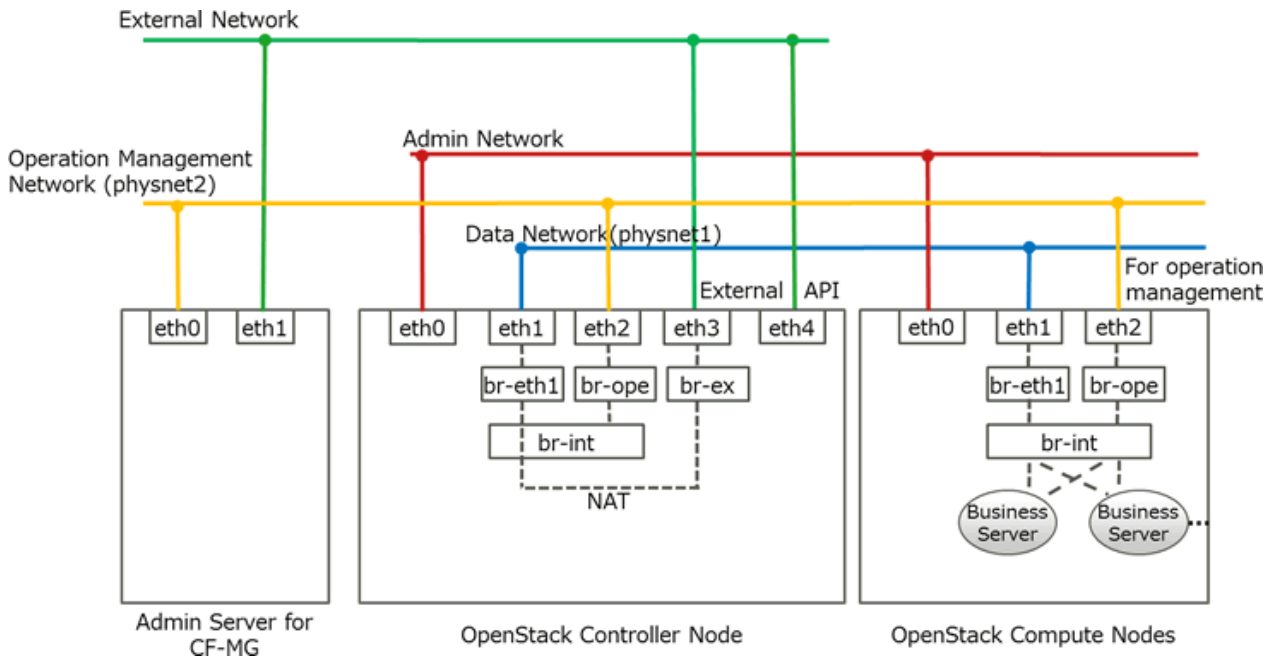 External Network
Admin Network
Operation Management
Network (physnet2)
Data Network(physnet1)
For operation
management
External API
eth0 eth1
eth0 eth1 eth2 eth3 eth4
eth0 eth1 eth2
br-eth1 br-ope br-ex
br-eth1 br-ope
br-int
br-int
NAT
Business
Server
Business
Server
Admin Server for
CF-MG
OpenStack Controller Node
OpenStack Compute Nodes